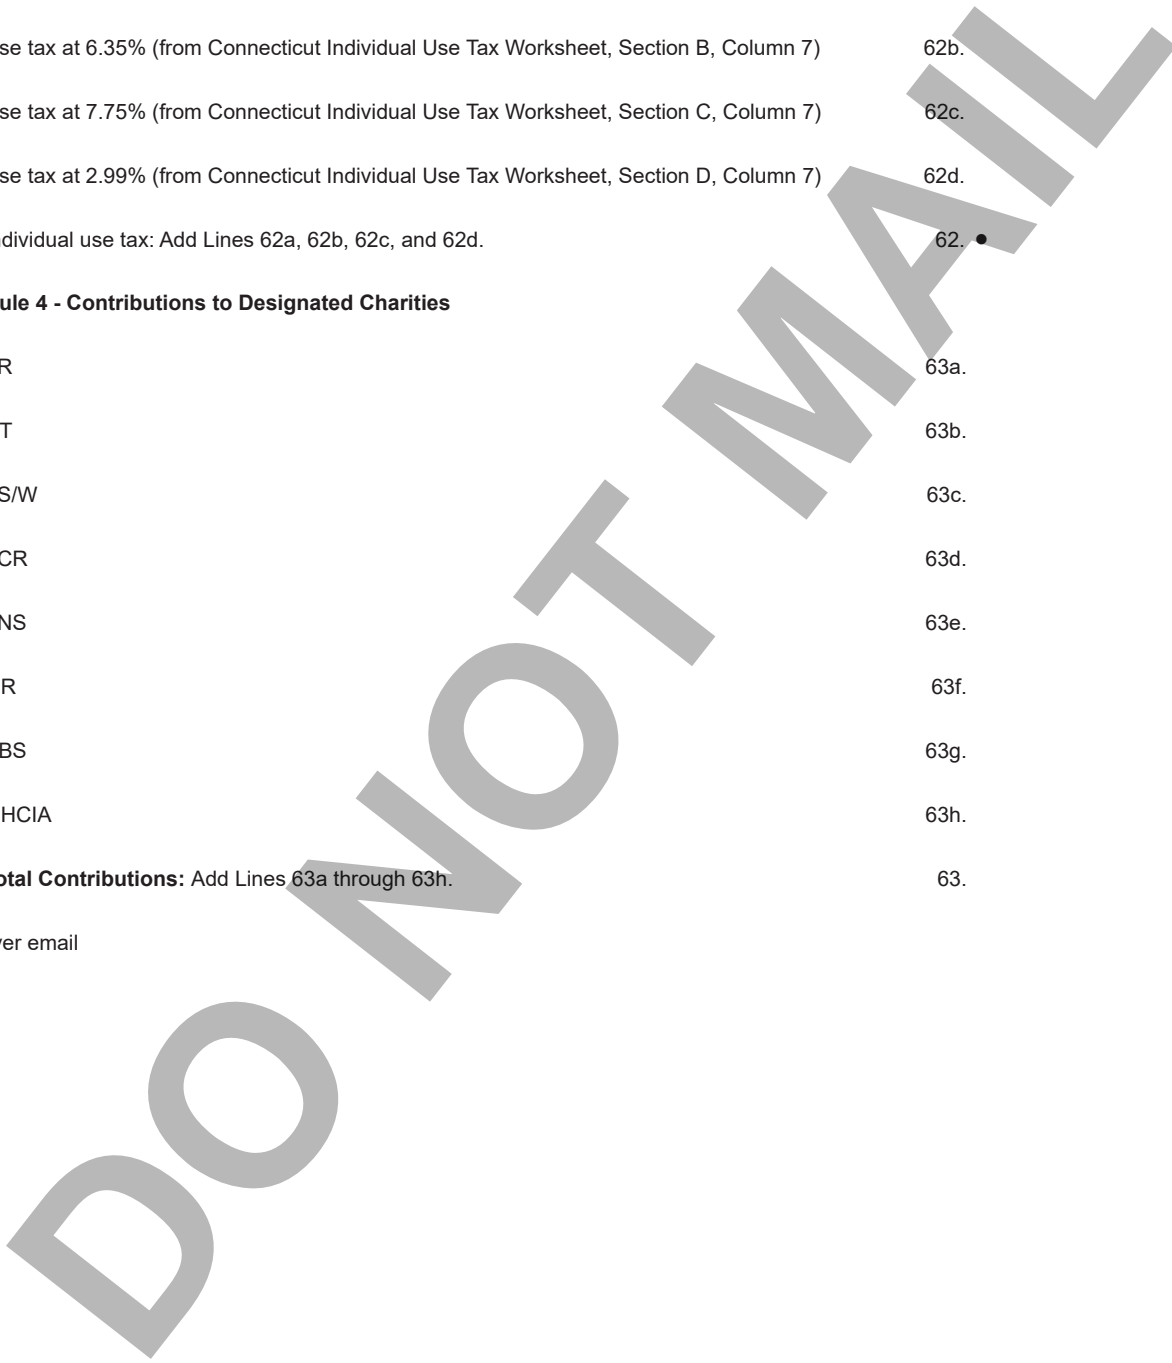 se tax at 6.35% (from Connecticut Individual Use Tax Worksheet, Section B, Column 7) 62b.
se tax at 7.75% (from Connecticut Individual Use Tax Worksheet, Section C, Column 7) 62c.
se tax at 2.99% (from Connecticut Individual Use Tax Worksheet, Section D, Column 7) 62d.
dividual use tax: Add Lines 62a, 62b, 62c, and 62d. 62. •
ule 4 - Contributions to Designated Charities
R 63a.
T 63b.
S/W 63c.
CR 63d.
NS 63e.
R 63f.
BS 63g.
HCIA 63h.
otal Contributions: Add Lines 63a through 63h. 63.
yer email
DO NOT MAIL